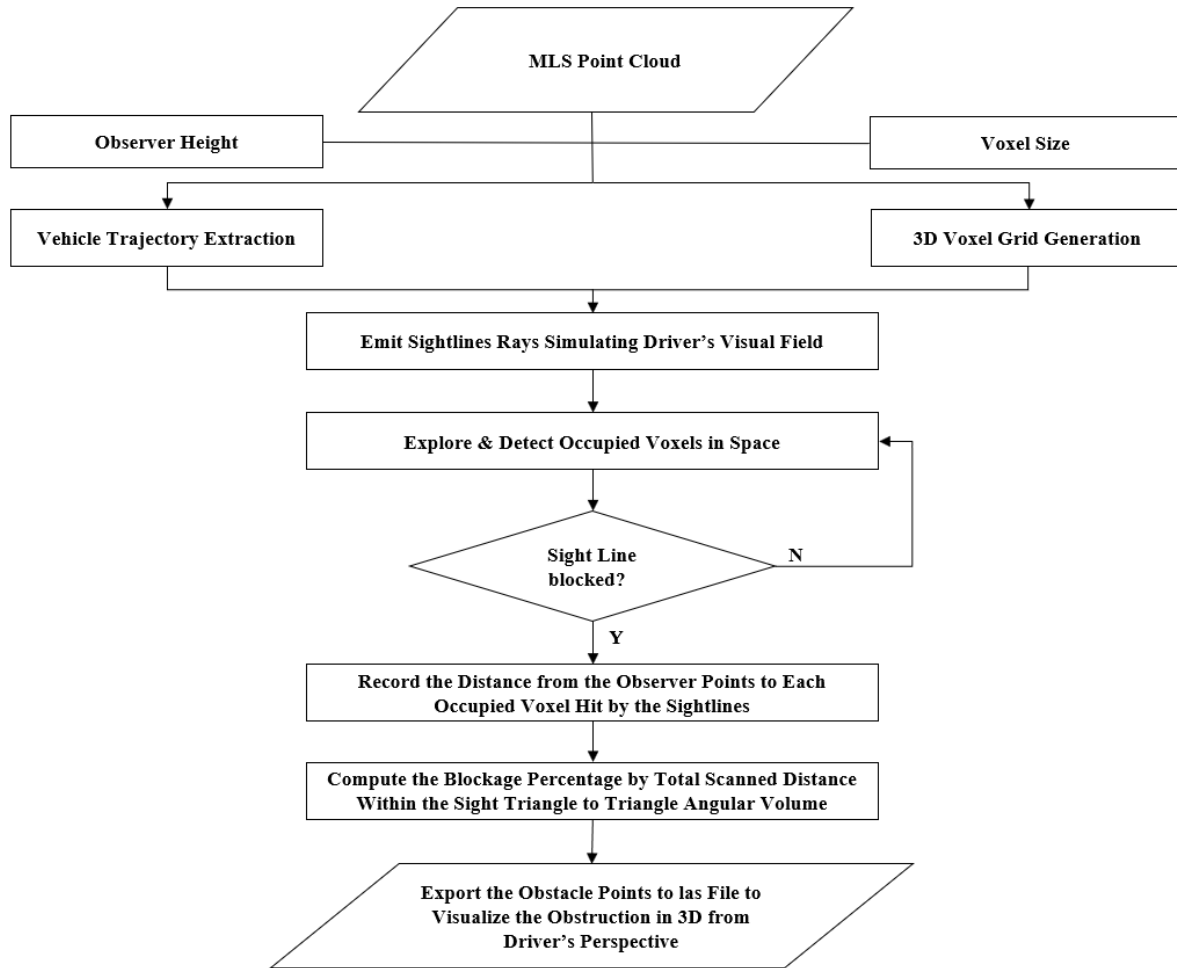 MLS Point Cloud
Observer Height
Voxel Size
Vehicle Trajectory Extraction
3D Voxel Grid Generation
Emit Sightlines Rays Simulating Driver's Visual Field
Explore & Detect Occupied Voxels in Space
Sight Line
blocked?
N
Y
Record the Distance from the Observer Points to Each
Occupied Voxel Hit by the Sightlines
Compute the Blockage Percentage by Total Scanned Distance
Within the Sight Triangle to Triangle Angular Volume
Export the Obstacle Points to las File to
Visualize the Obstruction in 3D from
Driver's Perspective